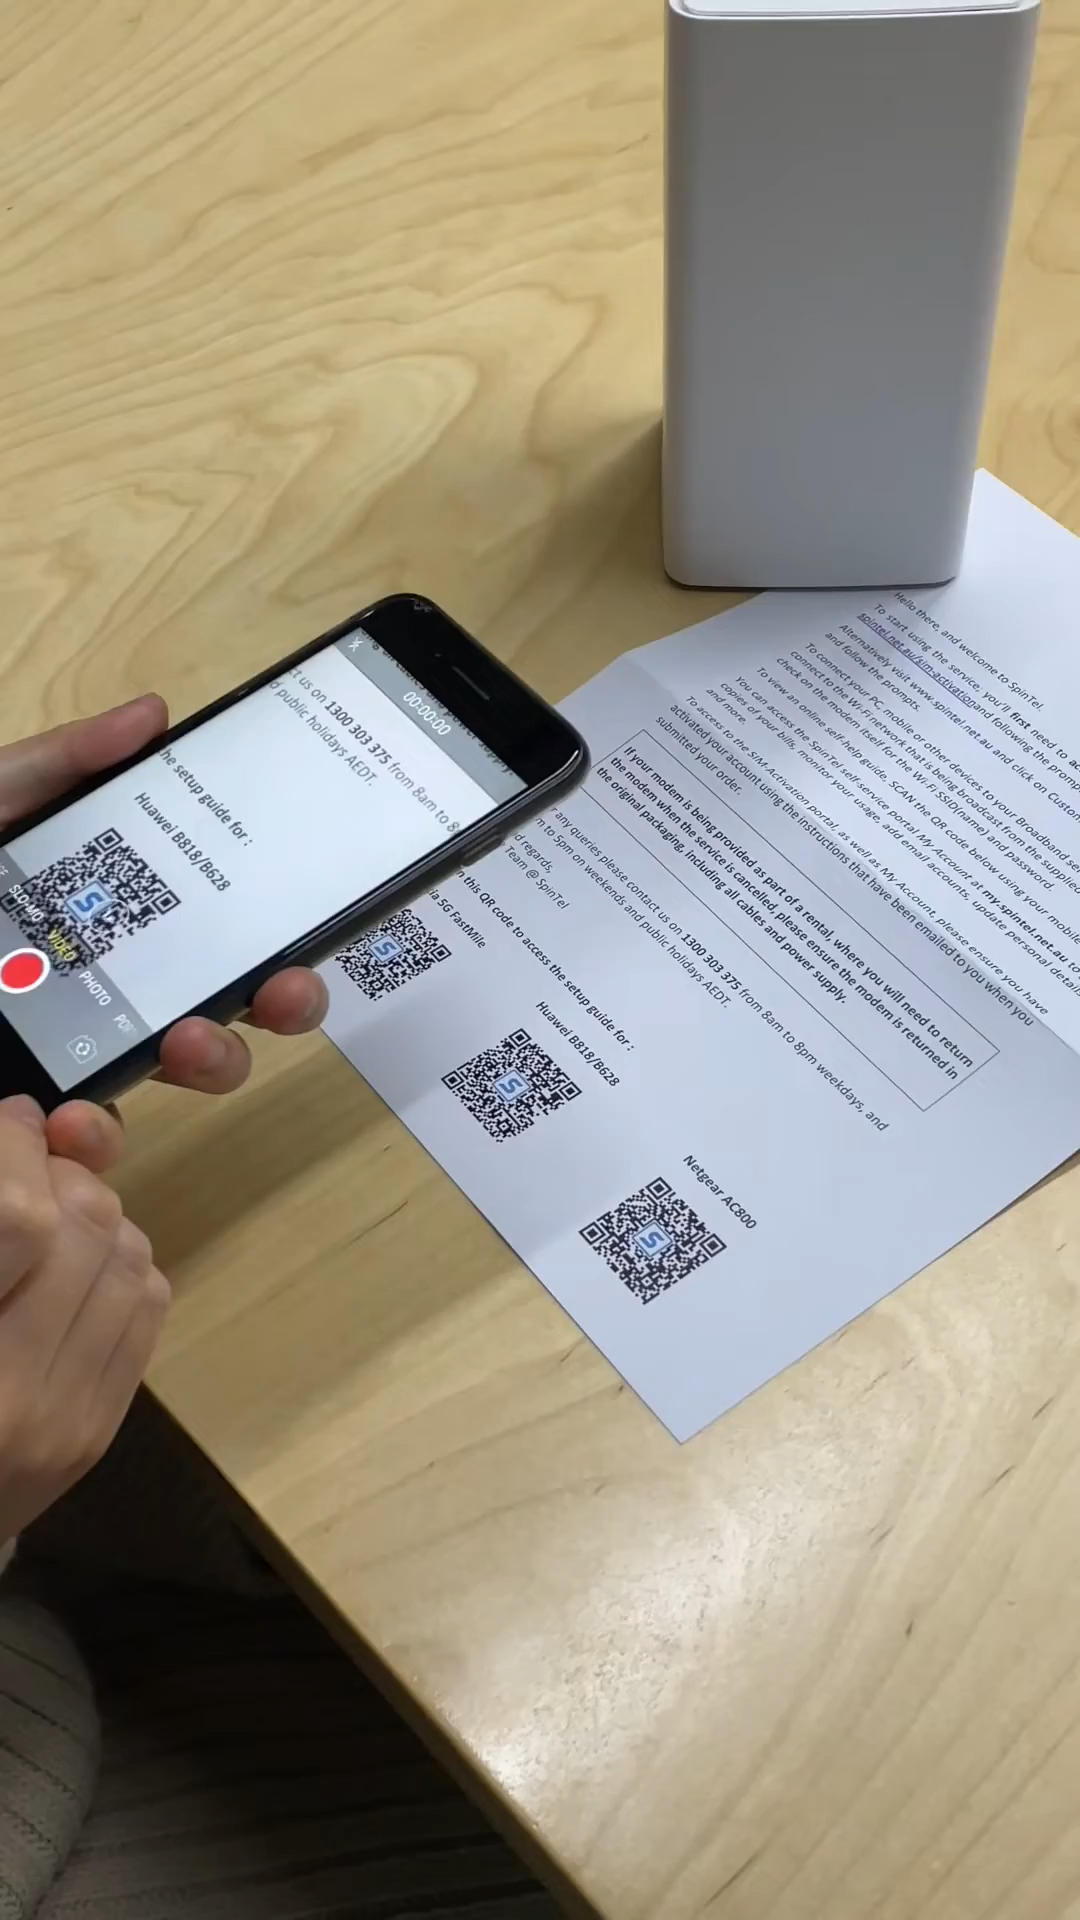 Hello there, and welcome to SpinTel.
To start using the service, you'll first need to
spintel.net.au/sim-activation and following the
Alternatively visit www.spintel.net.au and click on
and follow the prompts.
To connect your PC, mobile or other devices to your Broadband
connect to the Wi-Fi network that is being broadcast from the supplied
check on the modem itself for the Wi-Fi SSID(name) and password.
To view an online self-help guide, SCAN the QR code below using your mobile
You can access the SpinTel self-service portal My Account at my.spintel.net.au to
copies of your bills, monitor your usage, add email accounts, update personal
and more.
To access to the SIM-Activation portal, as well as My Account, please ensure you have
activated your account using the instructions that have been emailed to you when you
submitted your order.
If your modem is being provided as part of a rental, where you will need to return
the modem when the service is cancelled, please ensure the modem is returned in
the original packaging, including all cables and power supply.
any queries please contact us on 1300 303 375 from 8am to 8pm weekdays, and
to 5pm on weekends and public holidays AEDT.
regards,
Team @ SpinTel
this QR code to access the setup guide for :
5G FastMile
Huawei B818/B628
Netgear AC800
00:00:00
us on 1300 303 375 from 8am to
public holidays AEDT.
setup guide for :
Huawei B818/B628
SLO-MO
VIDEO
PHOTO